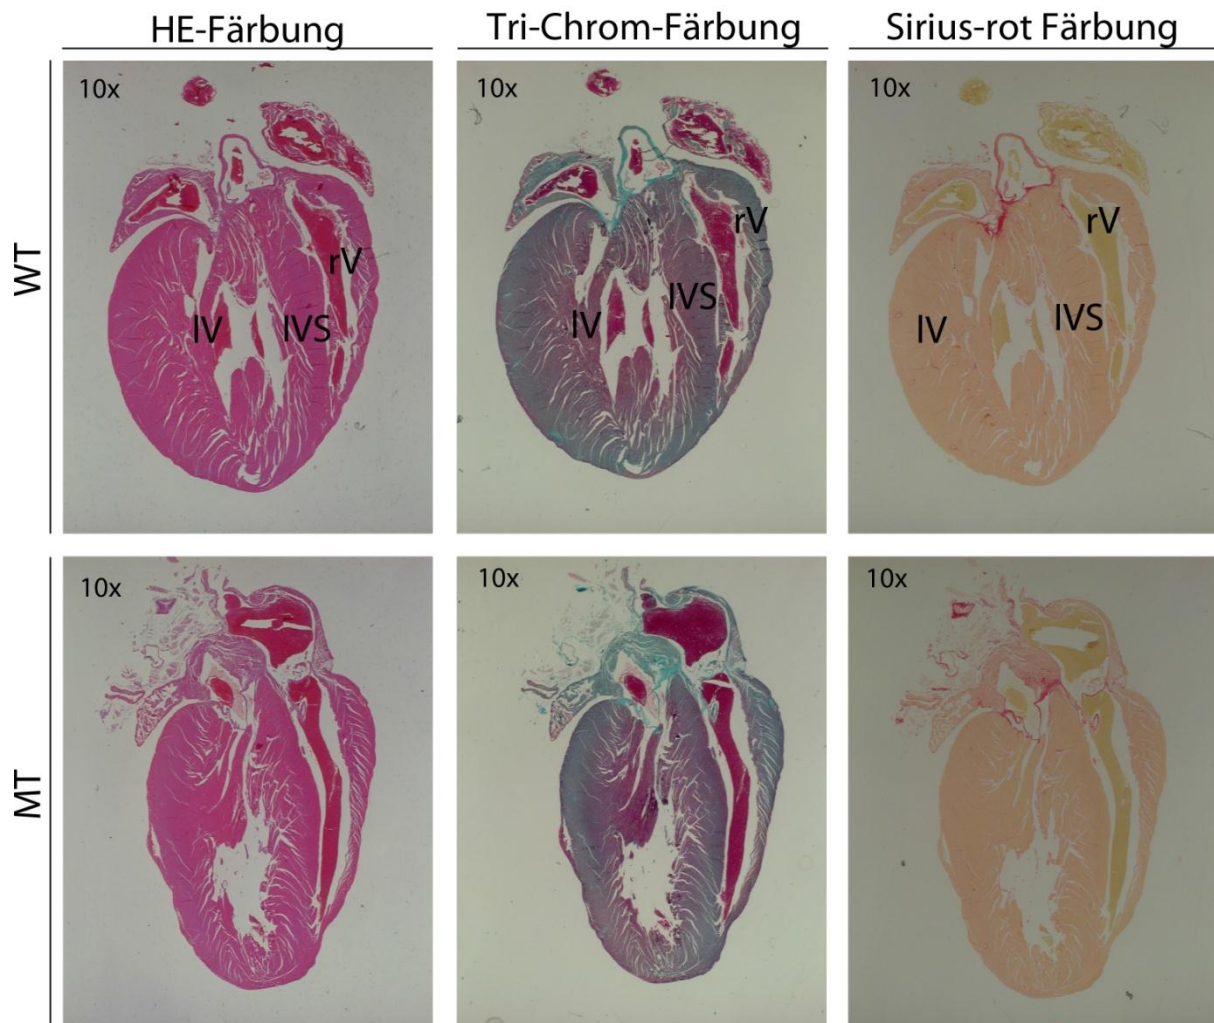 HE-Färbung
Tri-Chrom-Färbung
Sirius-rot Färbung
WT
10x
rV
lV
IVS
10x
rV
lV
IVS
10x
rV
lV
IVS
MT
10x
10x
10x